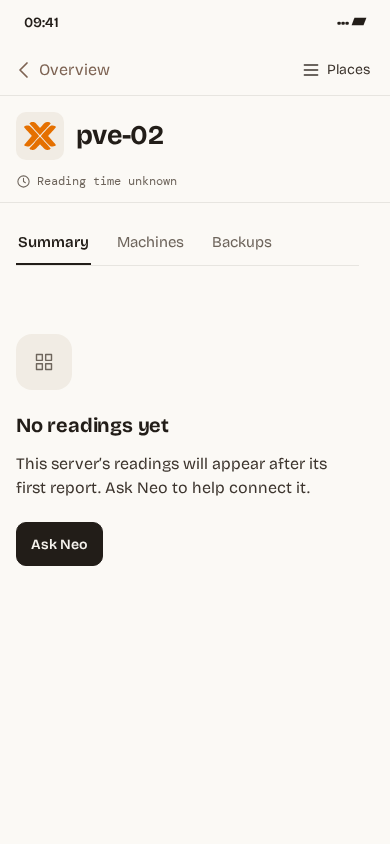 09:41
Overview
Places
pve-02
Reading time unknown
Summary
Machines
Backups
No readings yet
This server's readings will appear after its
first report. Ask Neo to help connect it.
Ask Neo